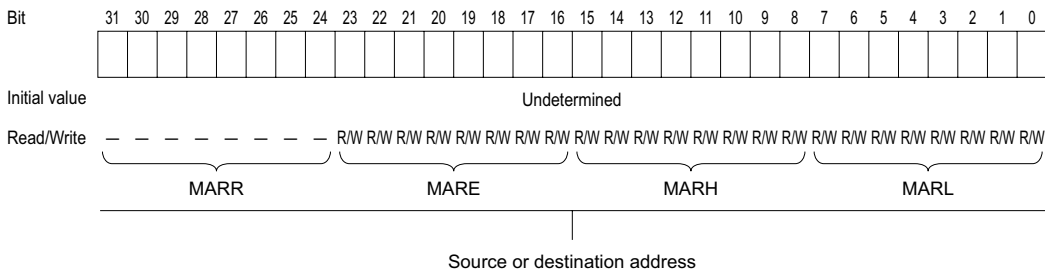 Bit 31 30 29 28 27 26 25 24 23 22 21 20 19 18 17 16 15 14 13 12 11 10 9 8 7 6 5 4 3 2 1 0
Initial value Undetermined
Read/Write — — — — — — — — R/W R/W R/W R/W R/W R/W R/W R/W R/W R/W R/W R/W R/W R/W R/W R/W R/W R/W R/W R/W R/W R/W R/W R/W
MARR MARE MARH MARL
Source or destination address